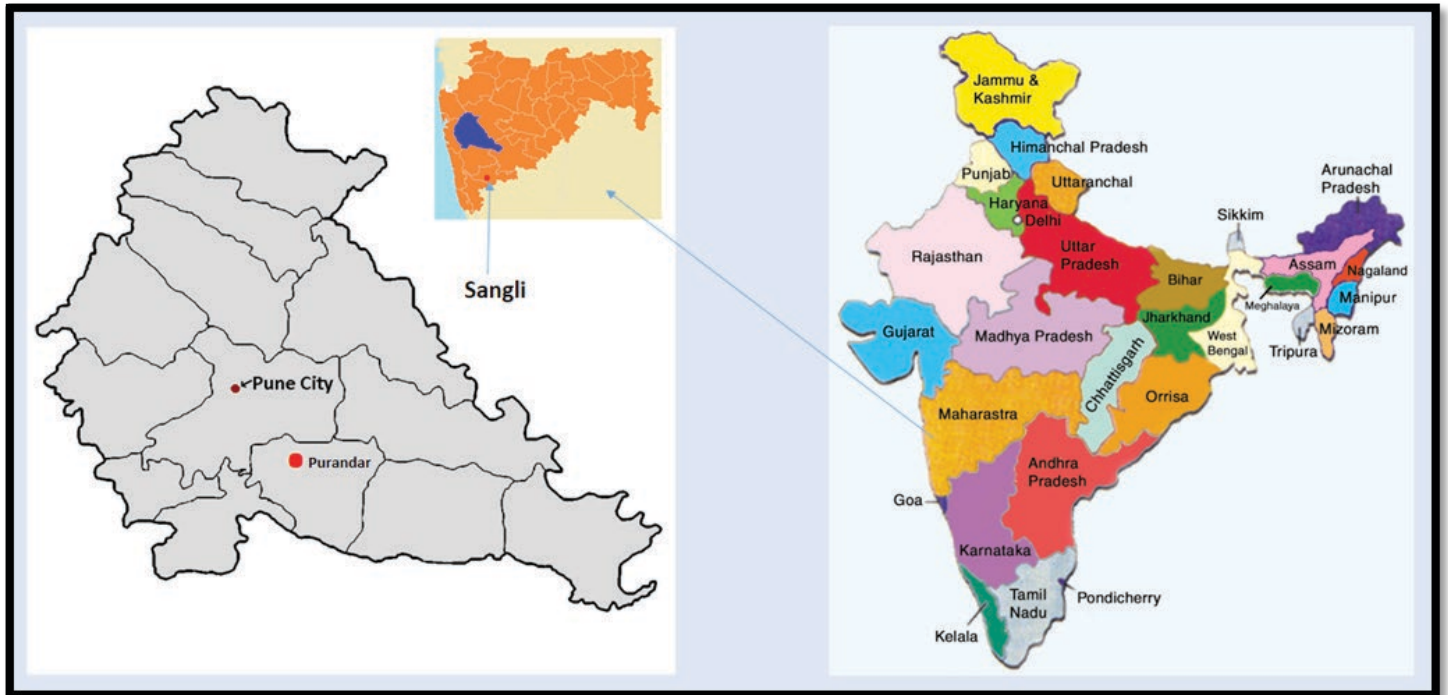 Sangli
Pune City
Purandar
Jammu &
Kashmir
Himanchal Pradesh
Punjab
Uttaranchal
Haryana
Delhi
Arunachal
Pradesh
Sikkim
Rajasthan
Uttar
Pradesh
Bihar
Assam
Nagaland
Meghalaya
Manipur
Gujarat
Madhya Pradesh
Jharkhand
West
Bengal
Tripura
Mizoram
Chhattisgarh
Orrisa
Maharastra
Andhra
Pradesh
Goa
Karnataka
Tamil
Nadu
Pondicherry
Kelala